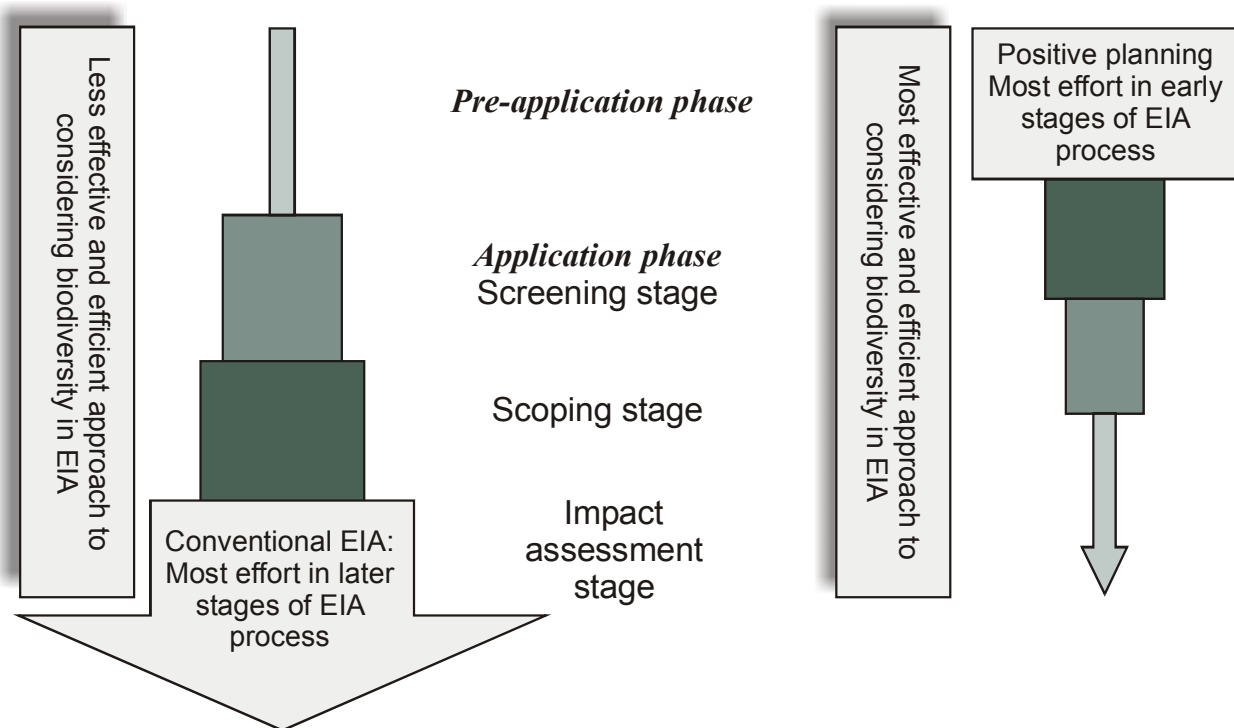 Less effective and efficient approach to
considering biodiversity in EIA
Conventional EIA:
Most effort in later
stages of EIA
process
Pre-application phase
Application phase
Screening stage
Scoping stage
Impact
assessment
stage
Most effective and efficient approach to
considering biodiversity in EIA
Positive planning
Most effort in early
stages of EIA
process